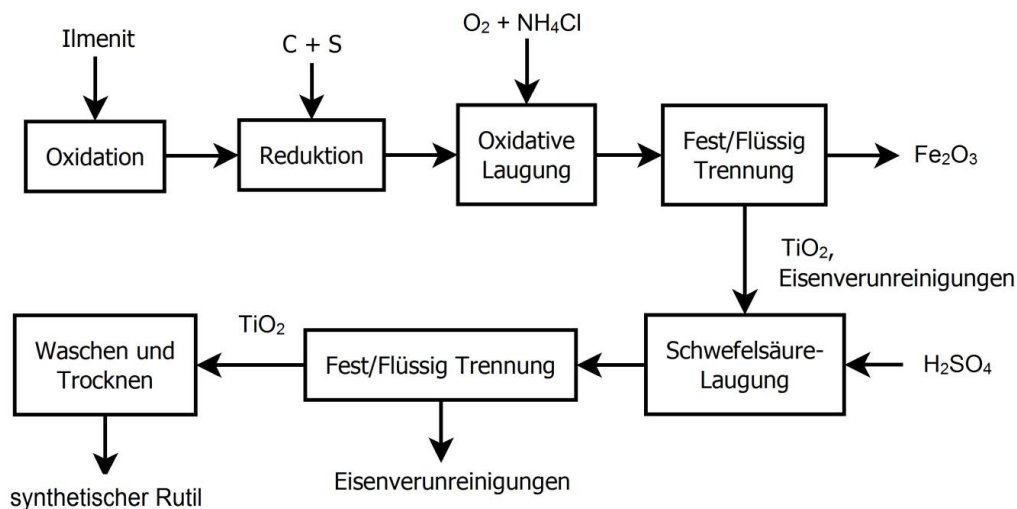 Ilmenit
C + S
O₂ + NH₄Cl
Oxidation
Reduktion
Oxidative
Laugung
Fest/Flüssig
Trennung
Fe₂O₃
TiO₂,
Eisenverunreinigungen
Waschen und
Trocknen
TiO₂
Fest/Flüssig Trennung
Schwefelsäure-
Laugung
H₂SO₄
Eisenverunreinigungen
synthetischer Rutil